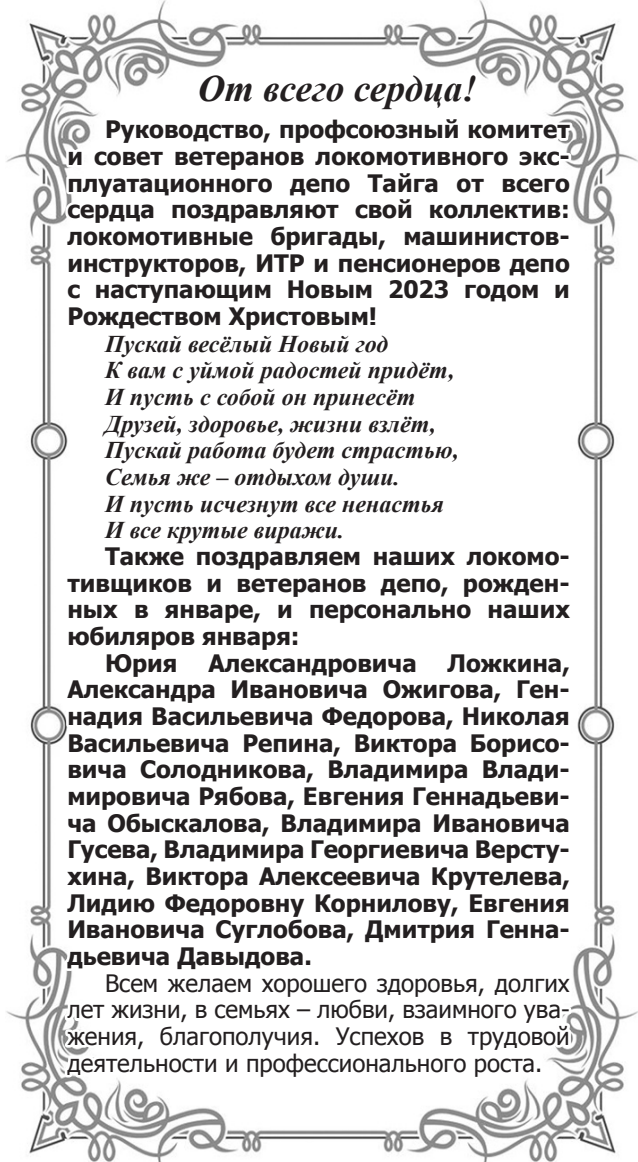 От всего сердца!
Руководство, профсоюзный комитет
и совет ветеранов локомотивного экс-
плуатационного депо Тайга от всего
сердца поздравляют свой коллектив:
локомотивные бригады, машинистов-
инструкторов, ИТР и пенсионеров депо
с наступающим Новым 2023 годом и
Рождеством Христовым!
Пускай весёлый Новый год
К вам с уймой радостей придёт,
И пусть с собой он принесёт
Друзей, здоровье, жизни взлёт,
Пускай работа будет страстью,
Семья же – отдыхом души.
И пусть исчезнут все ненастья
И все крутые виражи.
Также поздравляем наших локомо-
тивщиков и ветеранов депо, рожден-
ных в январе, и персонально наших
юбиляров января:
Юрия Александровича Ложкина,
Александра Ивановича Ожигова, Ген-
надия Васильевича Федорова, Николая
Васильевича Репина, Виктора Борисо-
вича Солодникова, Владимира Влади-
мировича Рябова, Евгения Геннадьеви-
ча Обыскалова, Владимира Ивановича
Гусева, Владимира Георгиевича Версту-
хина, Виктора Алексеевича Крутелева,
Лидию Федоровну Корнилову, Евгения
Ивановича Суглобова, Дмитрия Генна-
дьевича Давыдова.
Всем желаем хорошего здоровья, долгих
лет жизни, в семьях – любви, взаимного ува-
жения, благополучия. Успехов в трудовой
деятельности и профессионального роста.